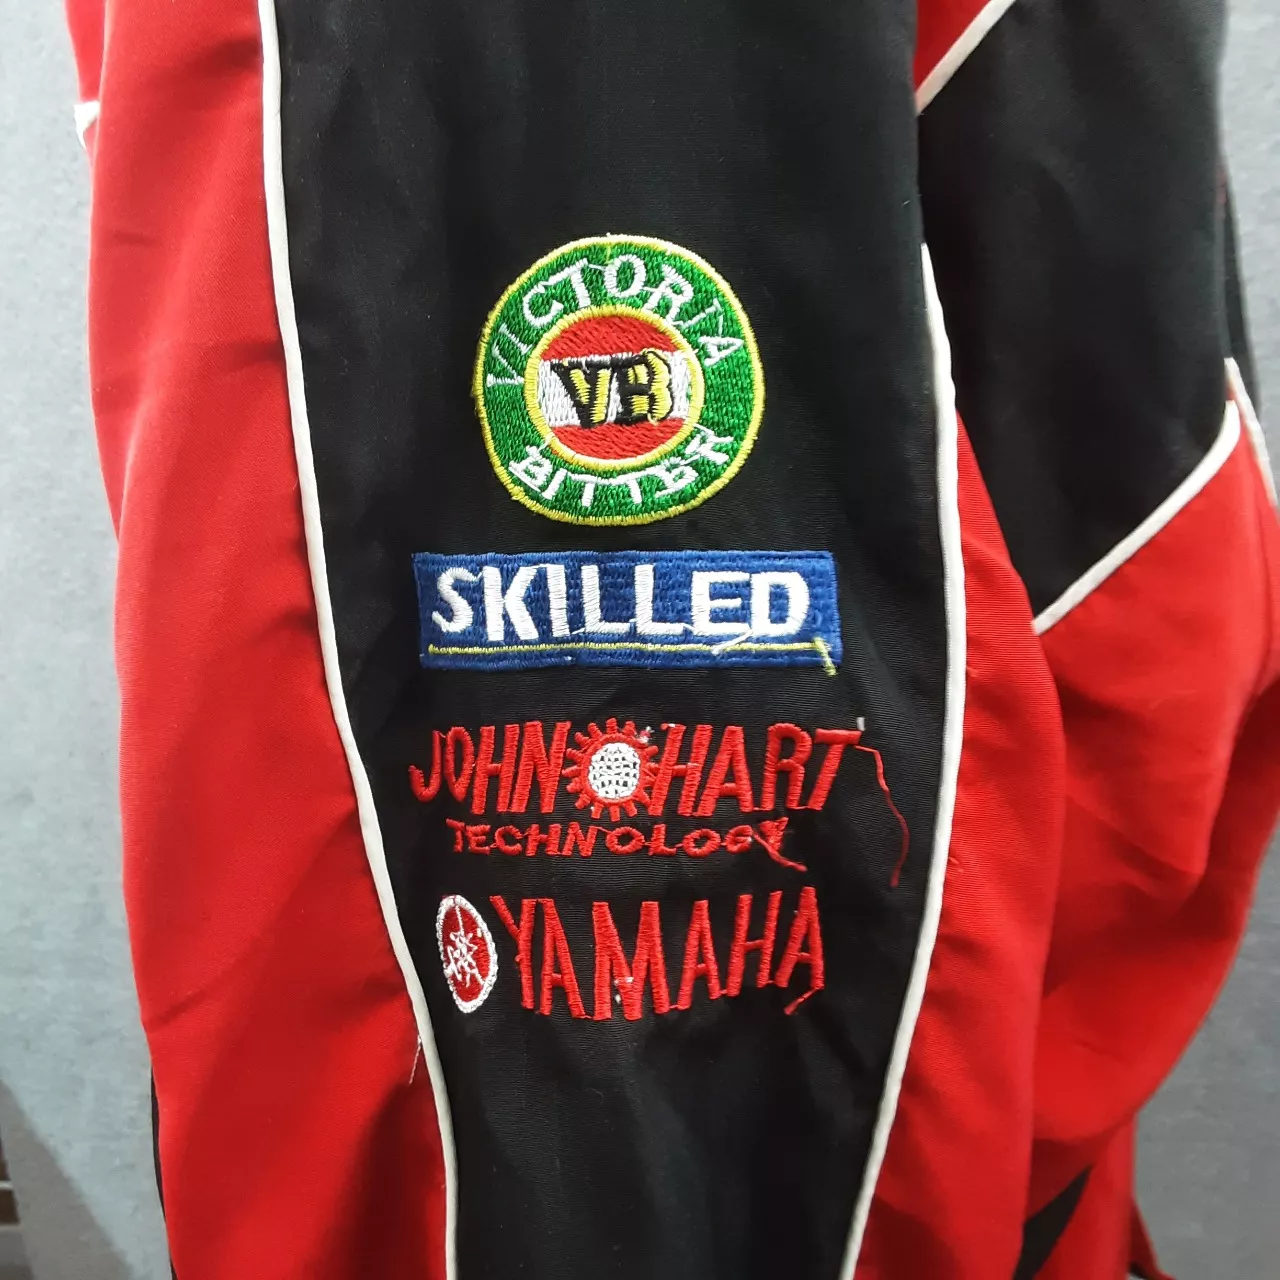 VICTORIA
VB
BITTER
SKILLED
JOHN HART
TECHNOLOGY
YAMAHA